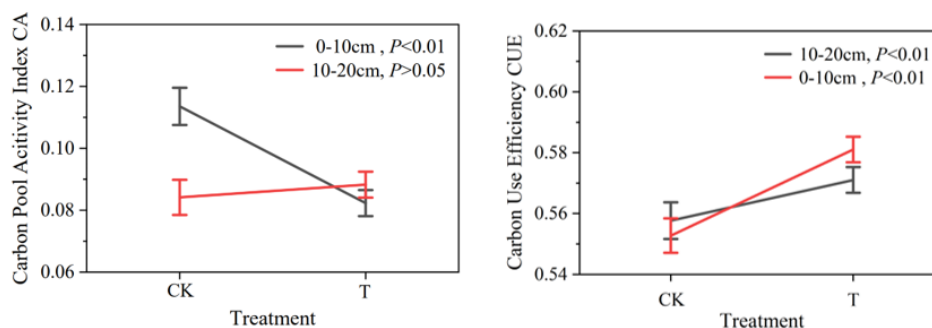 Carbon Pool Acitivity Index CA
0.14
0.12
0.10
0.08
0.06
0-10cm , P<0.01
10-20cm, P>0.05
CK
T
Treatment
Carbon Use Efficiency CUE
0.62
0.60
0.58
0.56
0.54
10-20cm, P<0.01
0-10cm , P<0.01
CK
T
Treatment